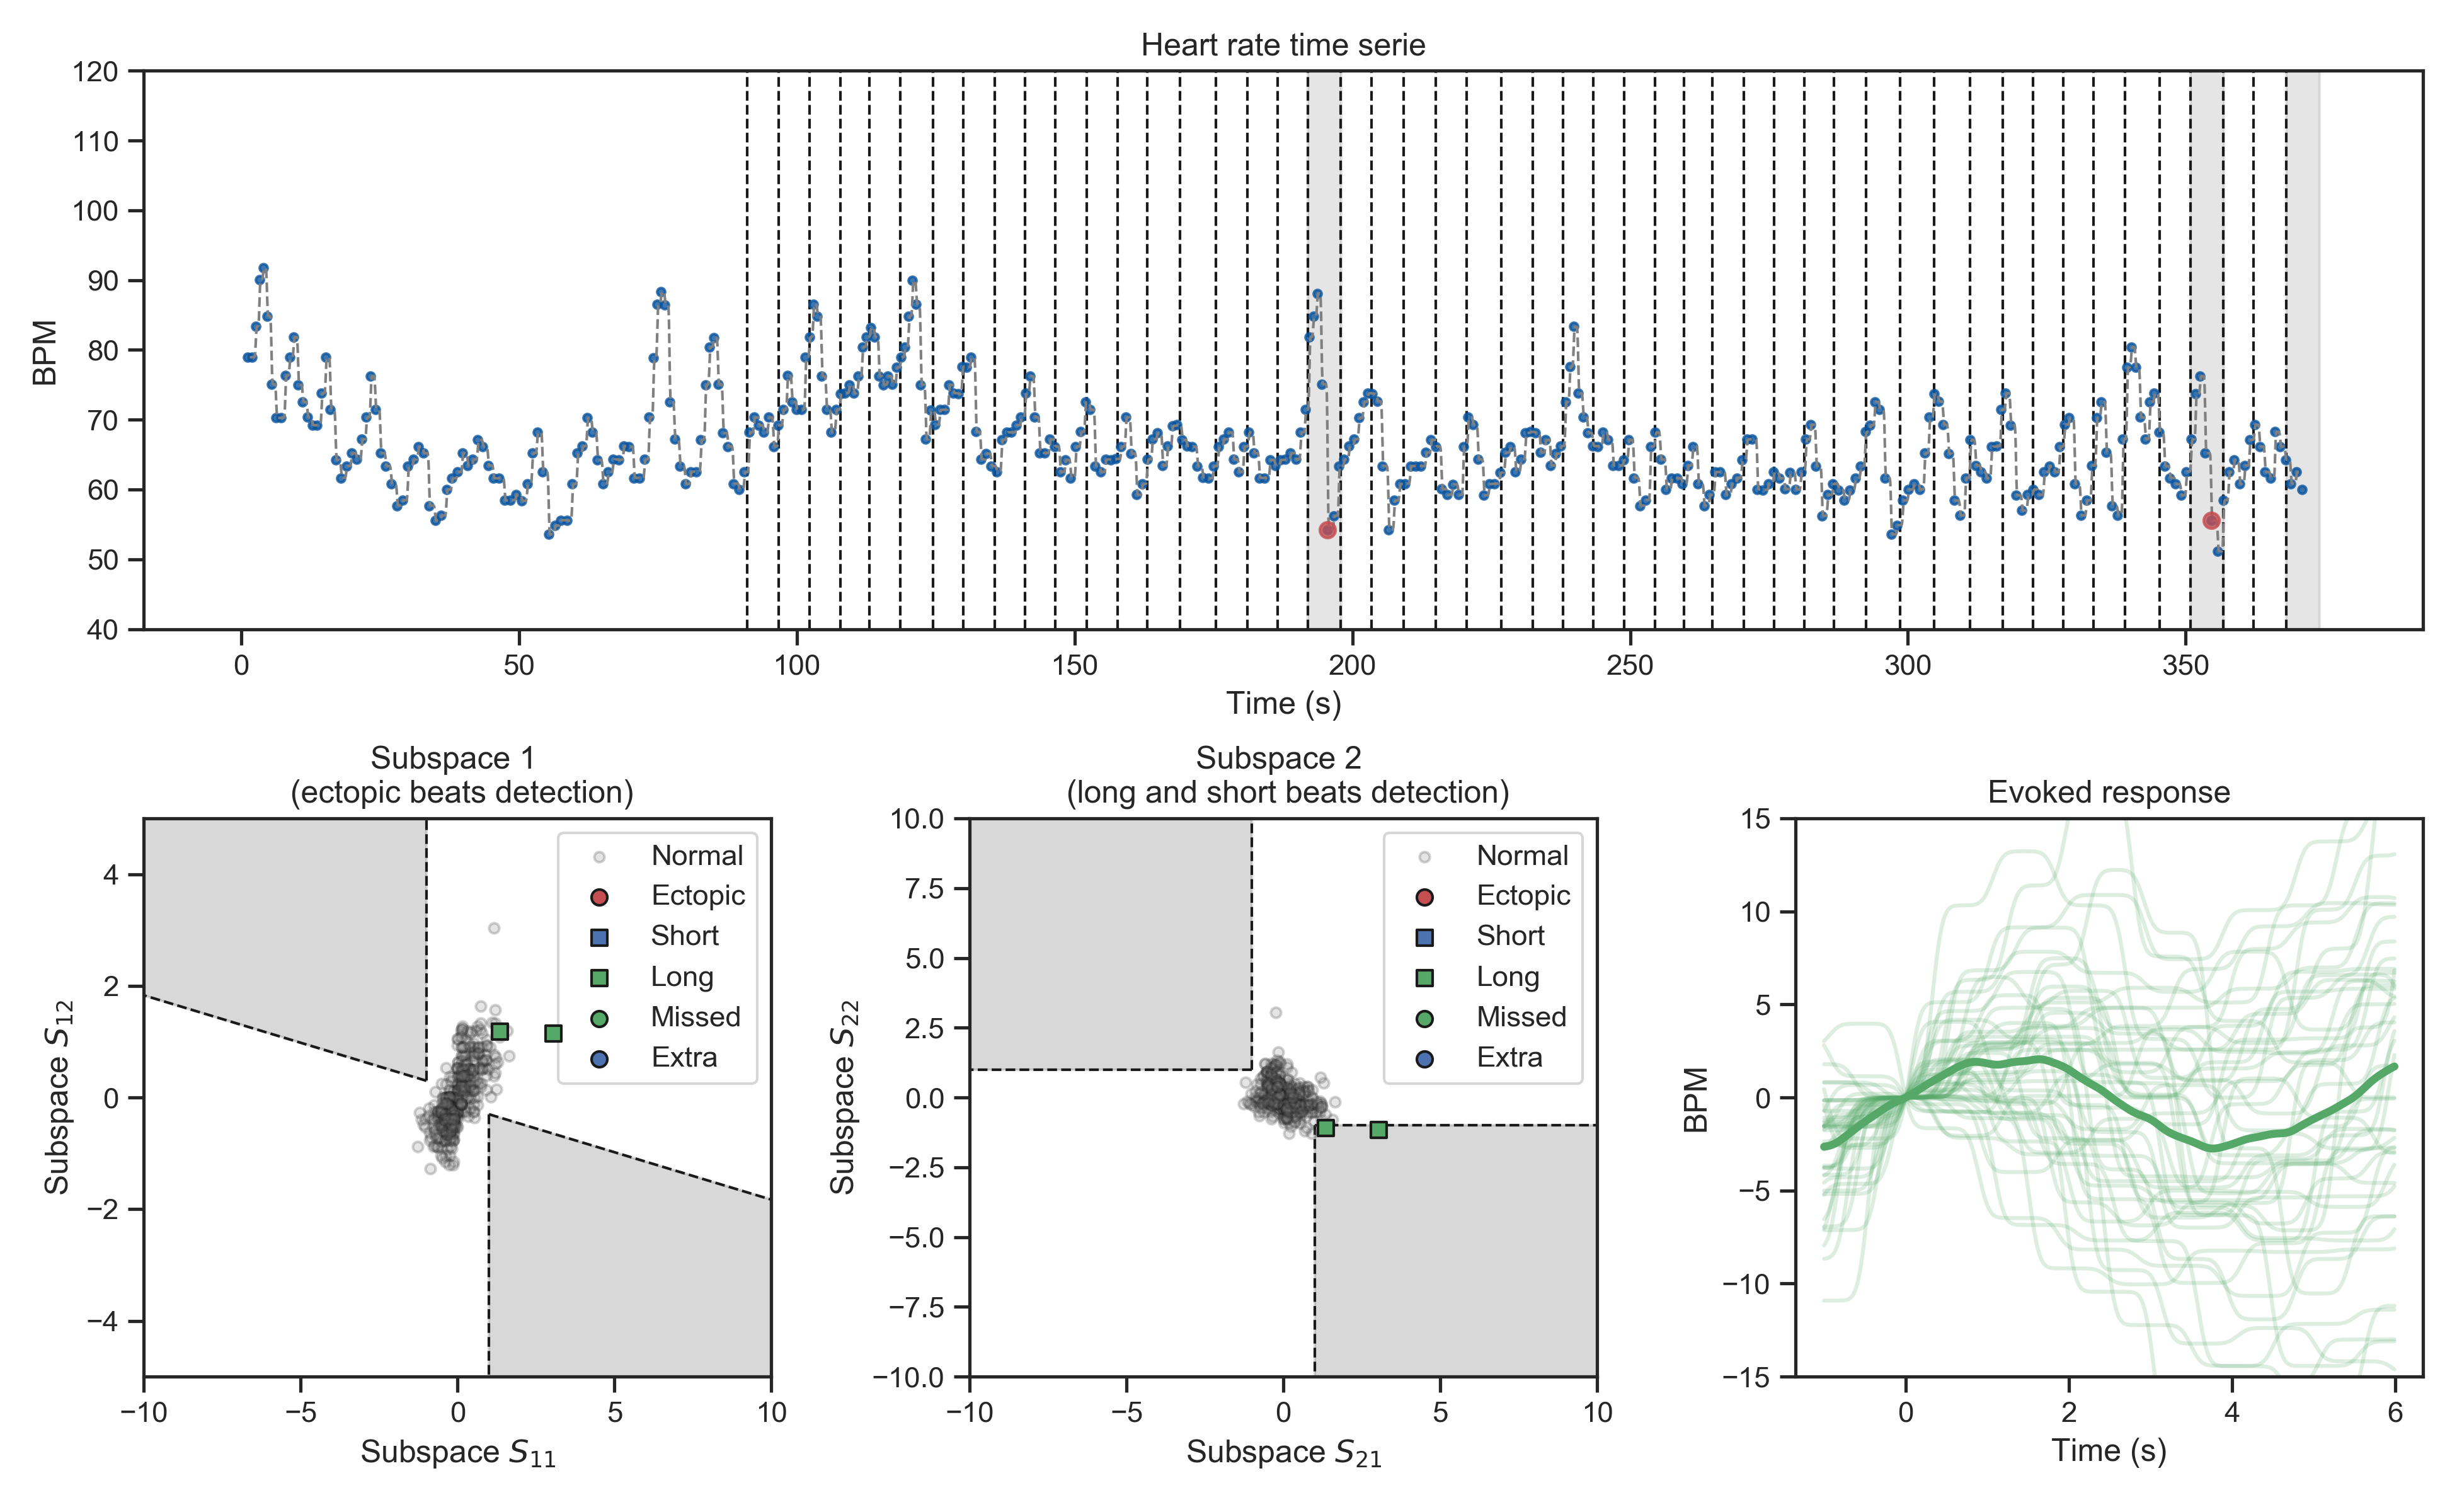 Heart rate time serie
120
110
100
90
80
70
60
50
40
BPM
0 50 100 150 200 250 300 350
Time (s)
Subspace 1
(ectopic beats detection)
4
2
0
−2
−4
Subspace S12
Normal
Ectopic
Short
Long
Missed
Extra
−10 −5 0 5 10
Subspace S11
Subspace 2
(long and short beats detection)
10.0
7.5
5.0
2.5
0.0
−2.5
−5.0
−7.5
−10.0
Subspace S22
Normal
Ectopic
Short
Long
Missed
Extra
−10 −5 0 5 10
Subspace S21
Evoked response
15
10
5
0
−5
−10
−15
BPM
0 2 4 6
Time (s)